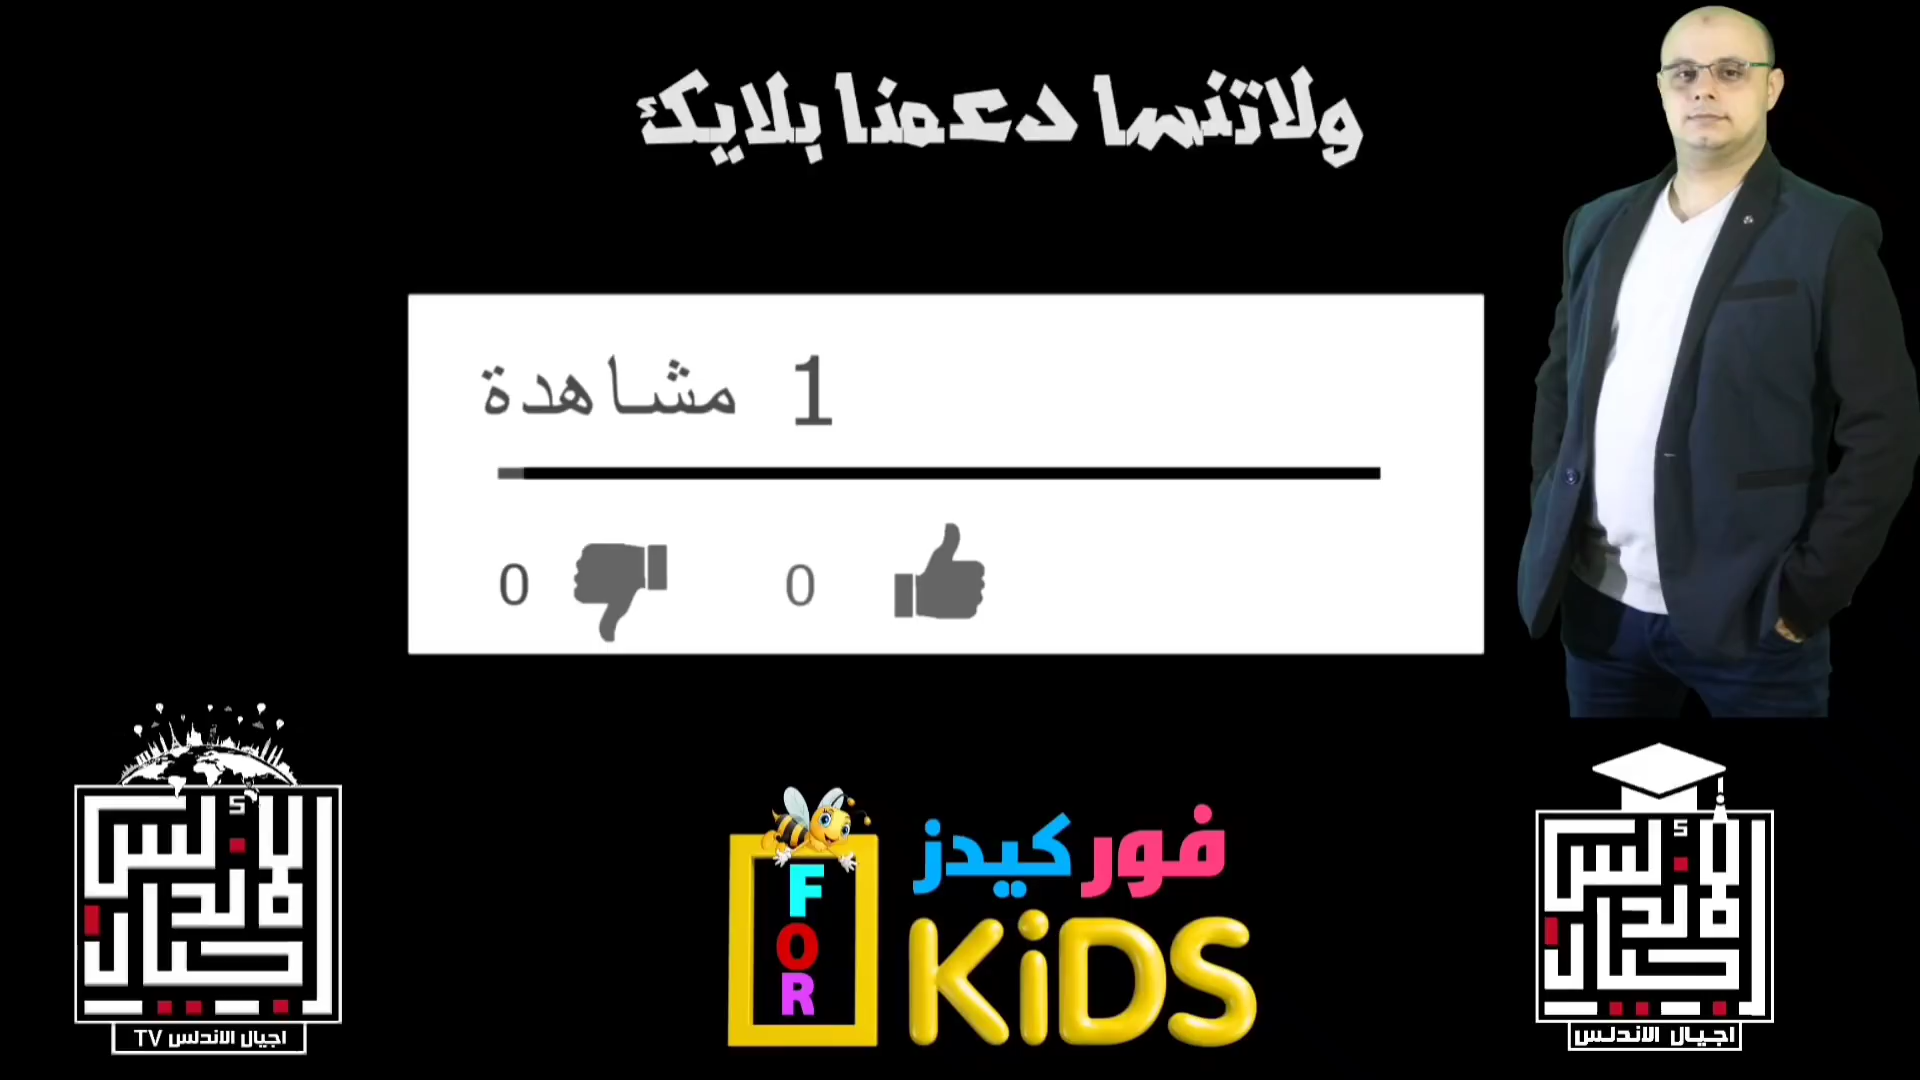 ولاتنسا دعمنا بلايك
1 مشاهدة
0
0
اجيال الاندلس TV
FOR
فور كيدز
KiDS
اجيال الاندلس